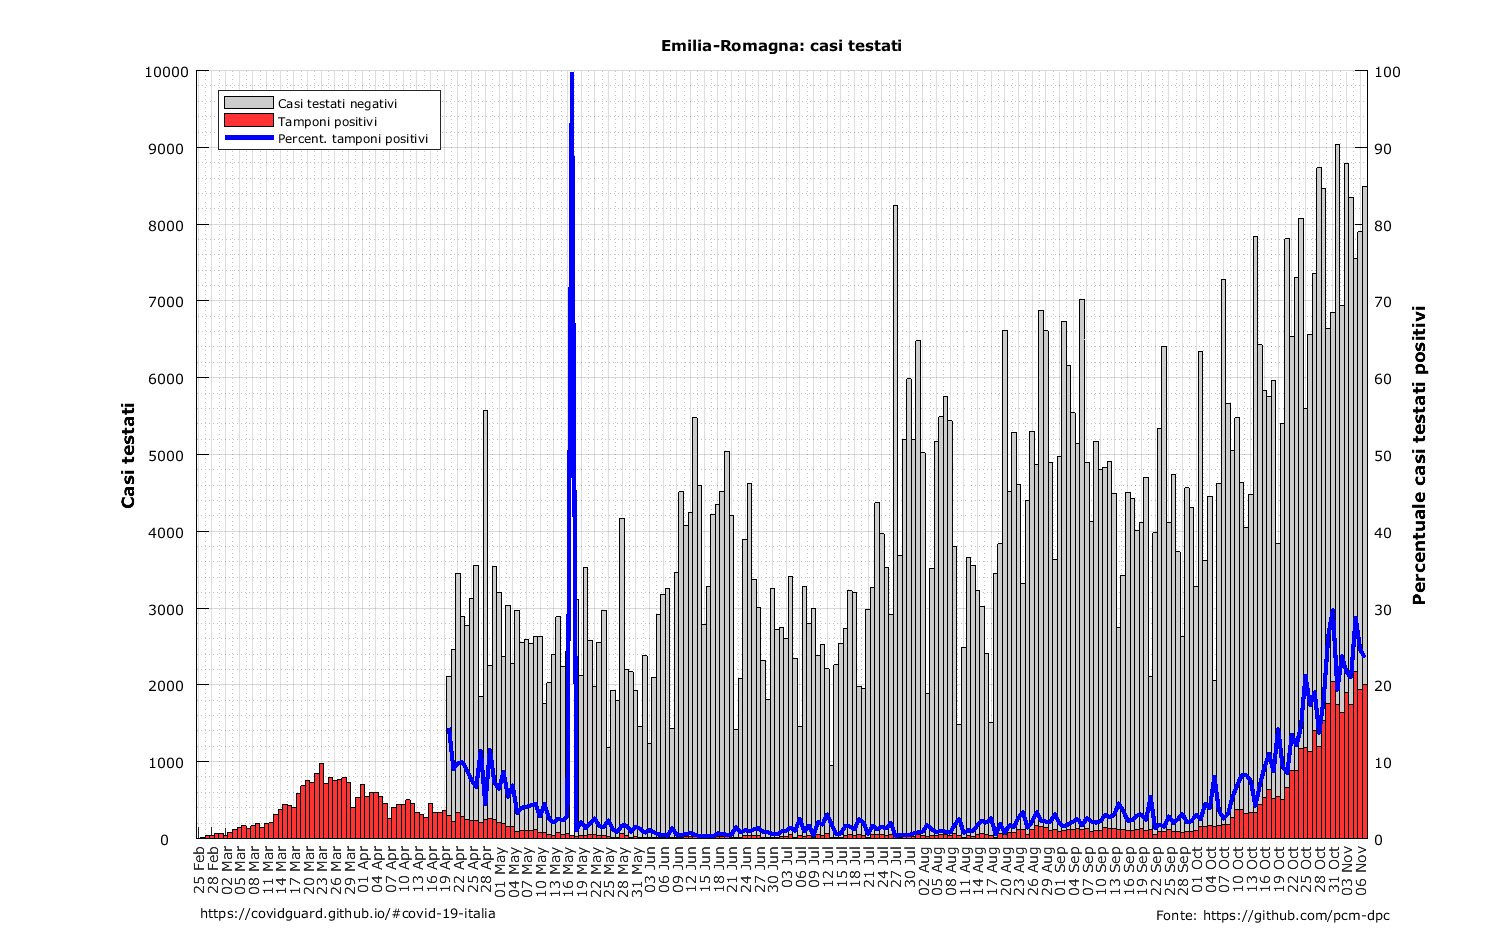 Emilia-Romagna: casi testati
Casi testati negativi
Tamponi positivi
Percent. tamponi positivi
10000
9000
8000
7000
6000
5000
4000
3000
2000
1000
0
Casi testati
100
90
80
70
60
50
40
30
20
10
0
Percentuale casi testati positivi
25 Feb
28 Feb
02 Mar
05 Mar
08 Mar
11 Mar
14 Mar
17 Mar
20 Mar
23 Mar
26 Mar
29 Mar
01 Apr
04 Apr
07 Apr
10 Apr
13 Apr
16 Apr
19 Apr
22 Apr
25 Apr
28 Apr
01 May
04 May
07 May
10 May
13 May
16 May
19 May
22 May
25 May
28 May
31 May
03 Jun
06 Jun
09 Jun
12 Jun
15 Jun
18 Jun
21 Jun
24 Jun
27 Jun
30 Jun
03 Jul
06 Jul
09 Jul
12 Jul
15 Jul
18 Jul
21 Jul
24 Jul
27 Jul
30 Jul
02 Aug
05 Aug
08 Aug
11 Aug
14 Aug
17 Aug
20 Aug
23 Aug
26 Aug
29 Aug
01 Sep
04 Sep
07 Sep
10 Sep
13 Sep
16 Sep
19 Sep
22 Sep
25 Sep
28 Sep
01 Oct
04 Oct
07 Oct
10 Oct
13 Oct
16 Oct
19 Oct
22 Oct
25 Oct
28 Oct
31 Oct
03 Nov
06 Nov
https://covidguard.github.io/#covid-19-italia
Fonte: https://github.com/pcm-dpc